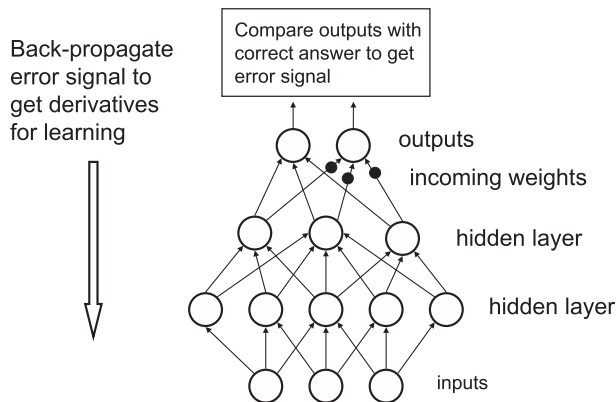 Back-propagate
error signal to
get derivatives
for learning
Compare outputs with
correct answer to get
error signal
outputs
incoming weights
hidden layer
hidden layer
inputs